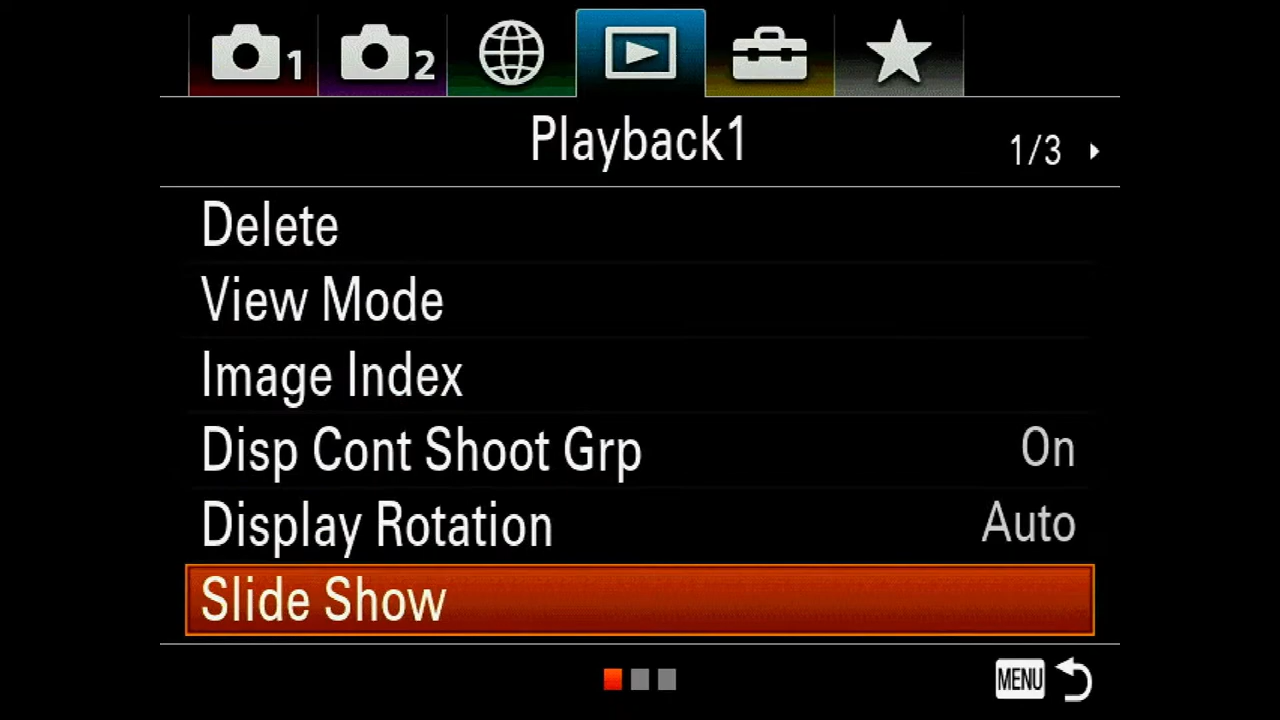 1 2
Playback1 1/3
Delete
View Mode
Image Index
Disp Cont Shoot Grp On
Display Rotation Auto
Slide Show
MENU